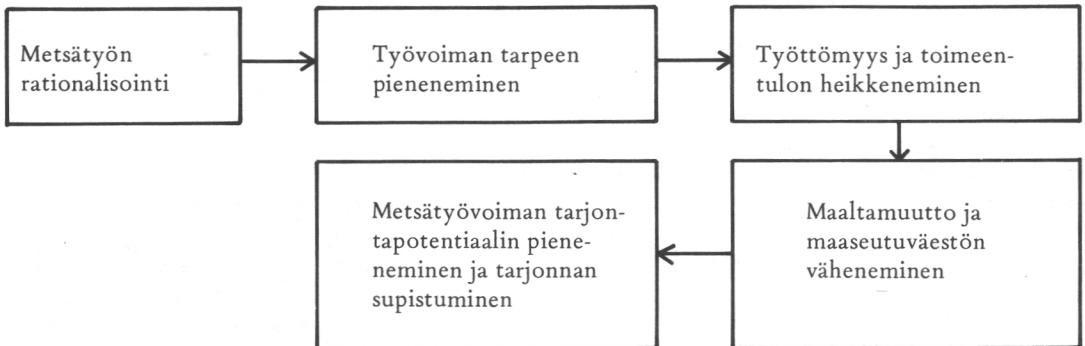 Metsätyön
rationalisointi
Työvoiman tarpeen
pieneneminen
Työttömyys ja toimeen-
tulon heikkeneminen
Maaltamuutto ja
maaseutuväestön
väheneminen
Metsätyövoiman tarjon-
tapotentiaalin piene-
neminen ja tarjonnan
supistuminen